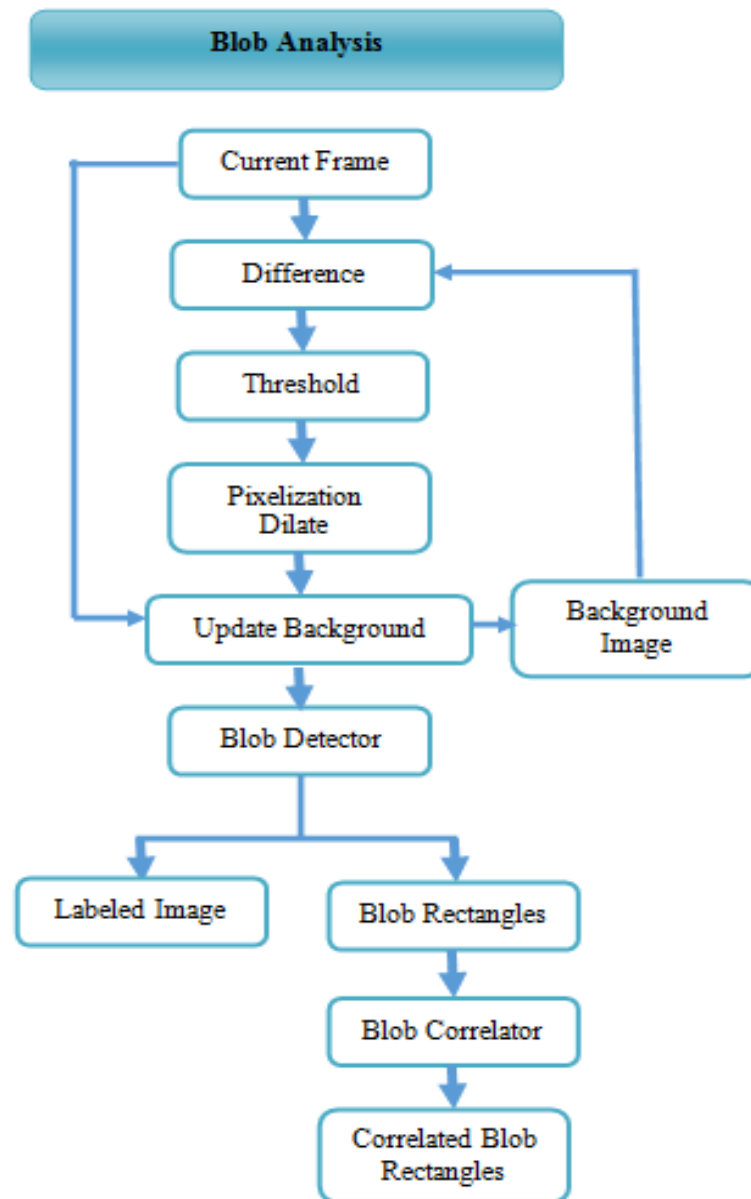 Blob Analysis
Current Frame
Difference
Threshold
Pixelization
Dilate
Update Background
Background
Image
Blob Detector
Labeled Image
Blob Rectangles
Blob Correlator
Correlated Blob
Rectangles